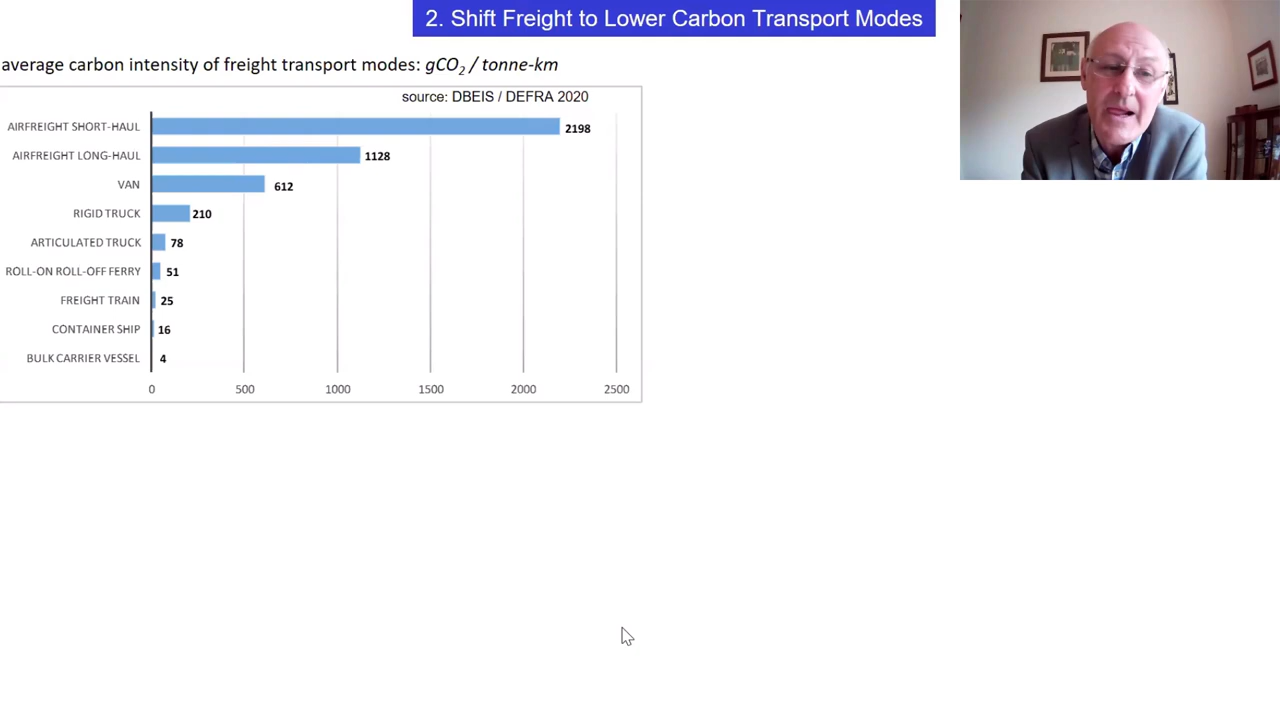 2. Shift Freight to Lower Carbon Transport Modes
average carbon intensity of freight transport modes: gCO2 / tonne-km
source: DBEIS / DEFRA 2020
AIRFREIGHT SHORT-HAUL 2198
AIRFREIGHT LONG-HAUL 1128
VAN 612
RIGID TRUCK 210
ARTICULATED TRUCK 78
ROLL-ON ROLL-OFF FERRY 51
FREIGHT TRAIN 25
CONTAINER SHIP 16
BULK CARRIER VESSEL 4
0 500 1000 1500 2000 2500